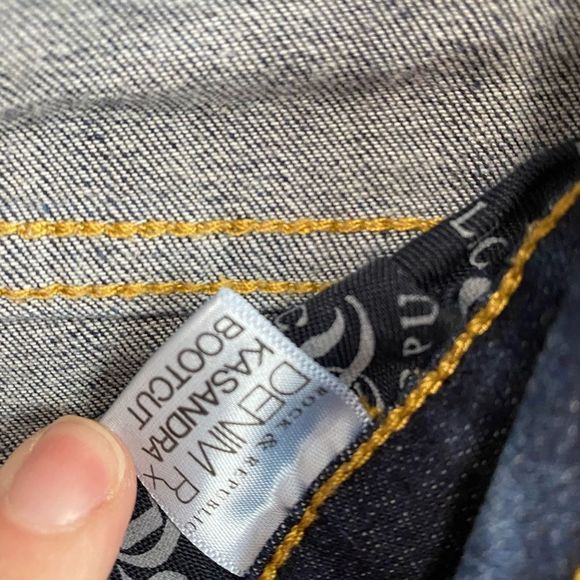 ROCK & REPUBLIC
DENIM Rx
KASANDRA
BOOTCUT